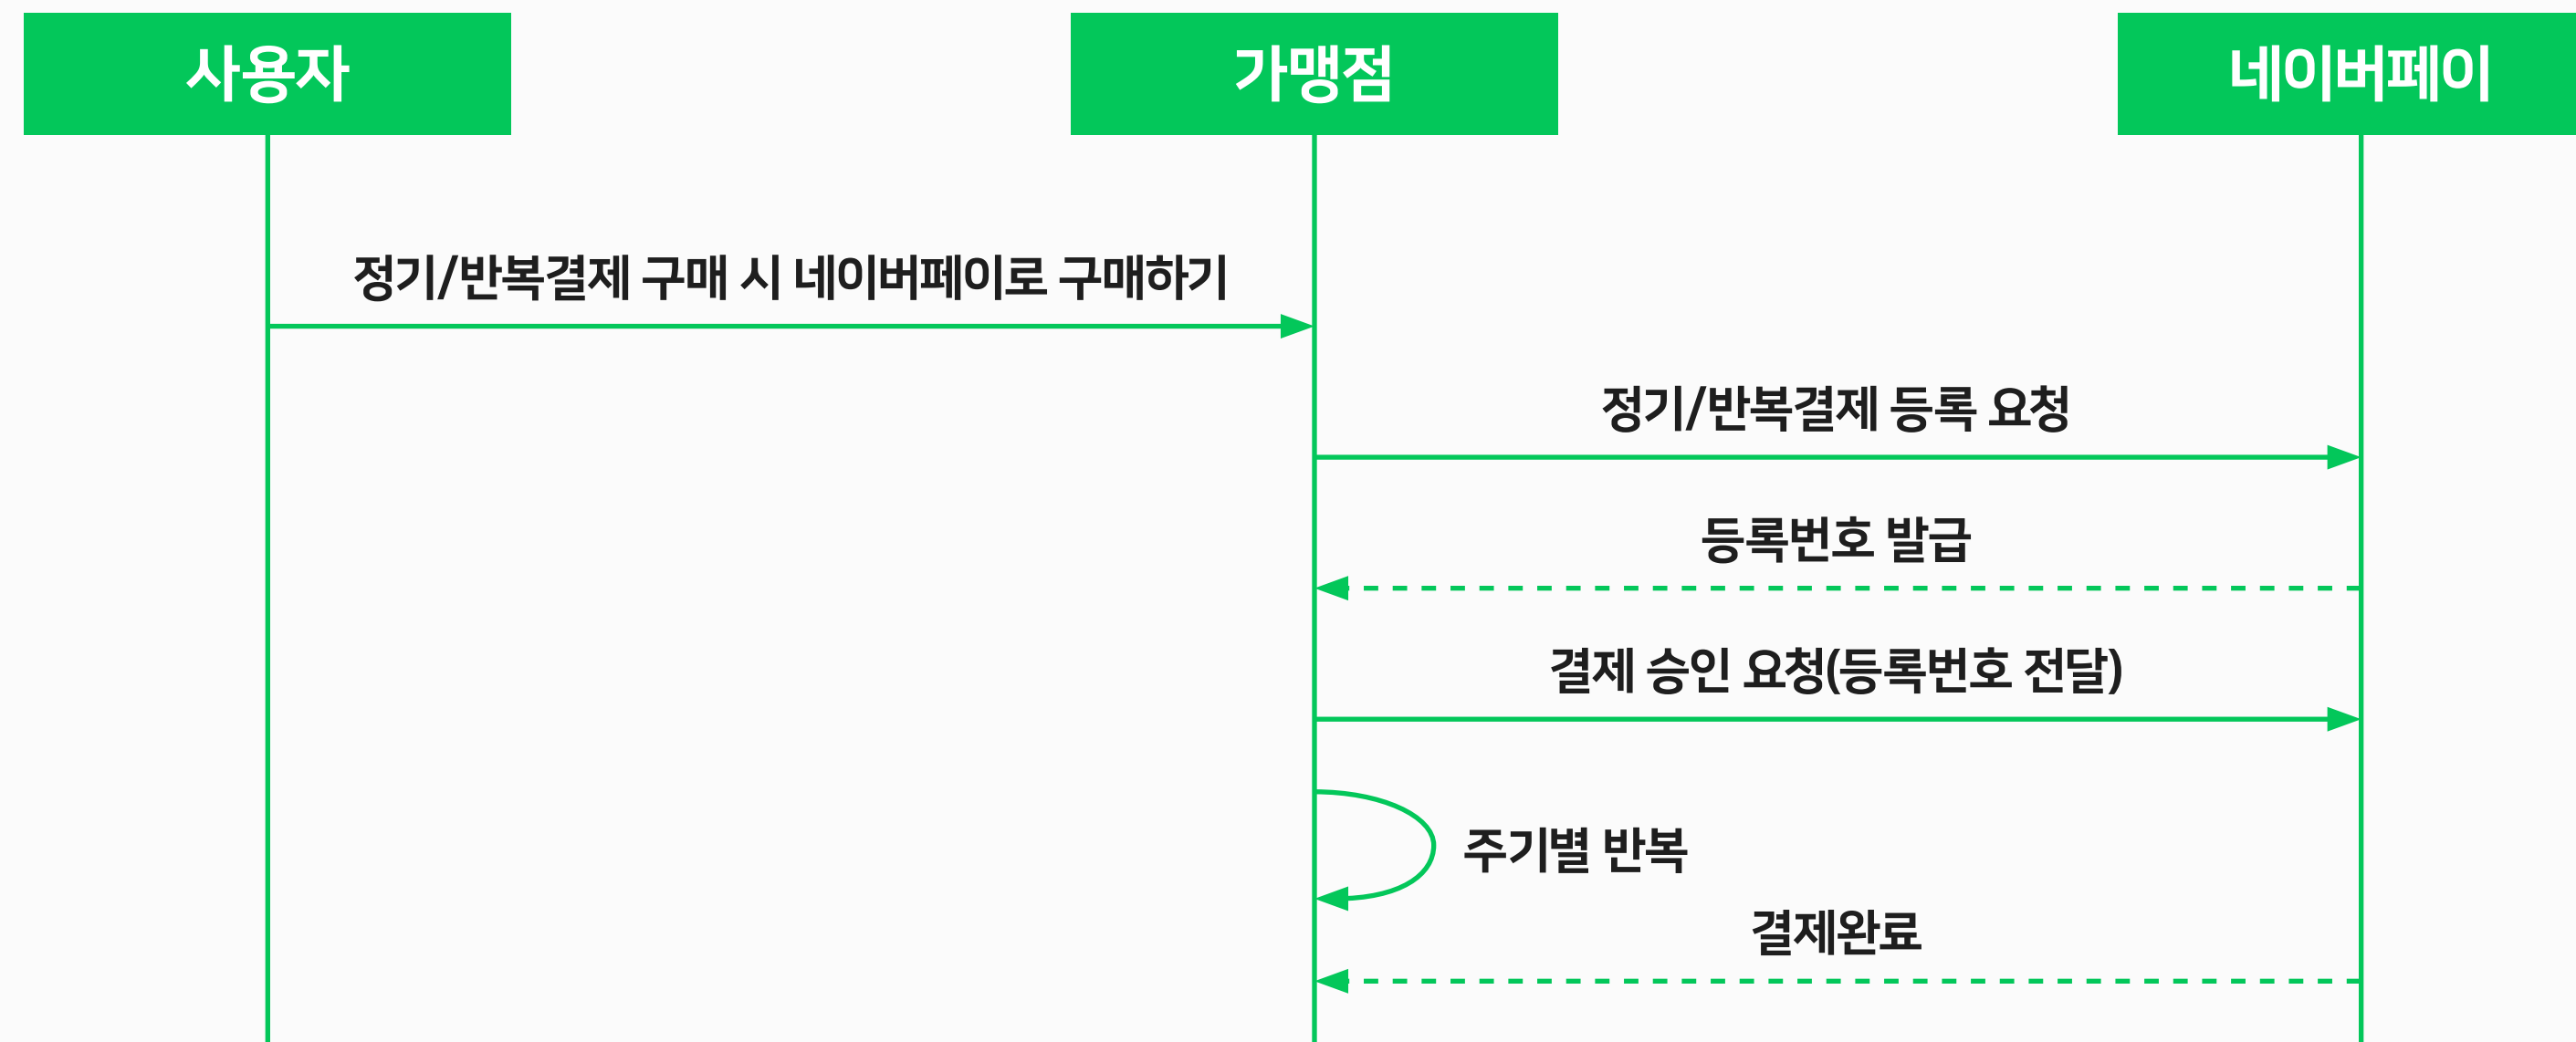 사용자
가맹점
네이버페이
정기/반복결제 구매 시 네이버페이로 구매하기
정기/반복결제 등록 요청
등록번호 발급
결제 승인 요청(등록번호 전달)
주기별 반복
결제완료